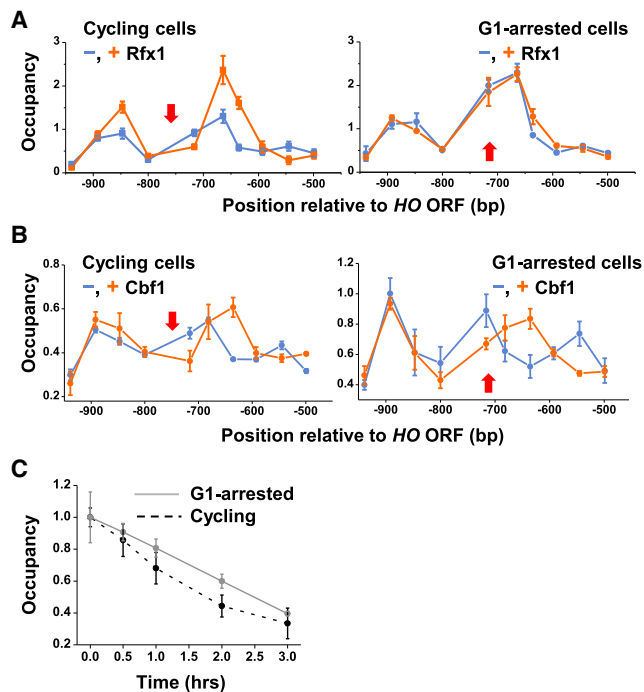 A
Cycling cells
–, + Rfx1
G1-arrested cells
–, + Rfx1
Occupancy
3
2
1
0
3
2
1
0
-900 -800 -700 -600 -500
-900 -800 -700 -600 -500
Position relative to HO ORF (bp)
B
Cycling cells
–, + Cbf1
G1-arrested cells
–, + Cbf1
Occupancy
0.8
0.6
0.4
0.2
1.2
1.0
0.8
0.6
0.4
-900 -800 -700 -600 -500
-900 -800 -700 -600 -500
Position relative to HO ORF (bp)
C
G1-arrested
Cycling
Occupancy
1.2
1.0
0.8
0.6
0.4
0.2
0.0 0.5 1.0 1.5 2.0 2.5 3.0
Time (hrs)